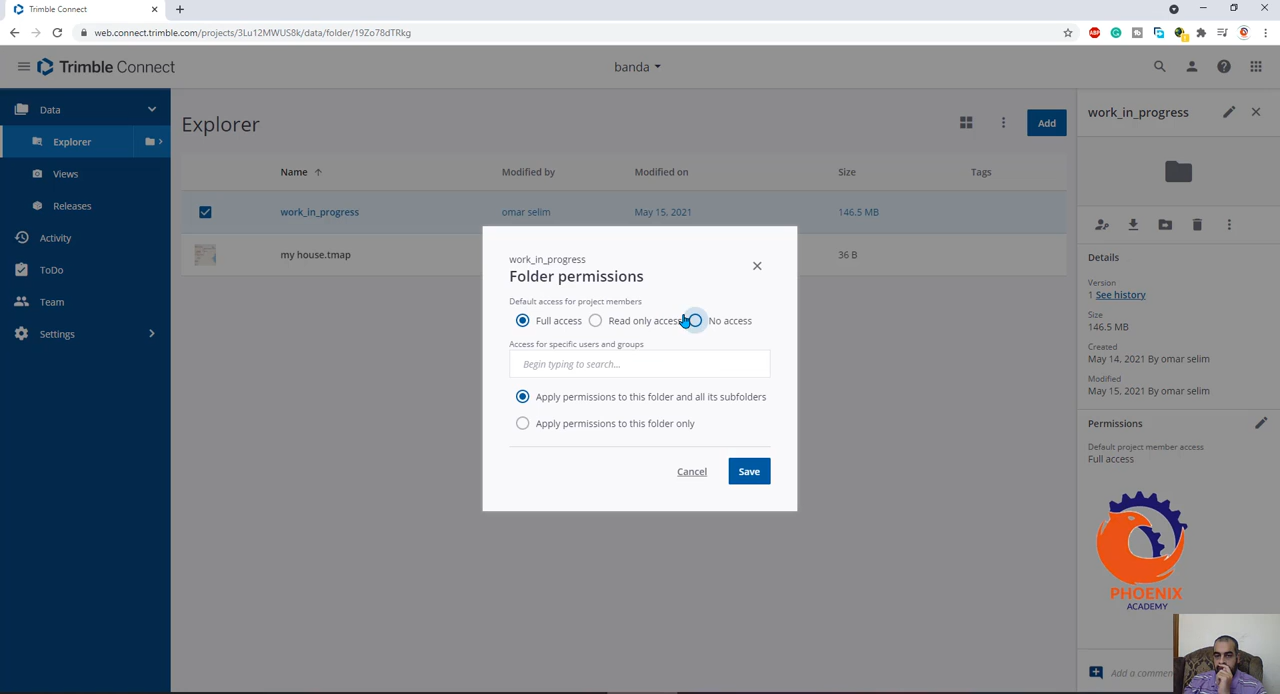 Trimble Connect
web.connect.trimble.com/projects/3Lu12MWUS8k/data/folder/19Zo78dTRkg
ABP
Trimble Connect
banda
Data
Explorer
Views
Releases
Activity
ToDo
Team
Settings
Explorer
Add
Name
Modified by
Modified on
Size
Tags
work_in_progress
omar selim
May 15, 2021
146.5 MB
my house.tmap
36 B
work_in_progress
Folder permissions
Default access for project members
Full access
Read only access
No access
Access for specific users and groups
Begin typing to search...
Apply permissions to this folder and all its subfolders
Apply permissions to this folder only
Cancel
Save
work_in_progress
Details
Version
1 See history
Size
146.5 MB
Created
May 14, 2021 By omar selim
Modified
May 15, 2021 By omar selim
Permissions
Default project member access
Full access
PHOENIX
ACADEMY
Add a commen